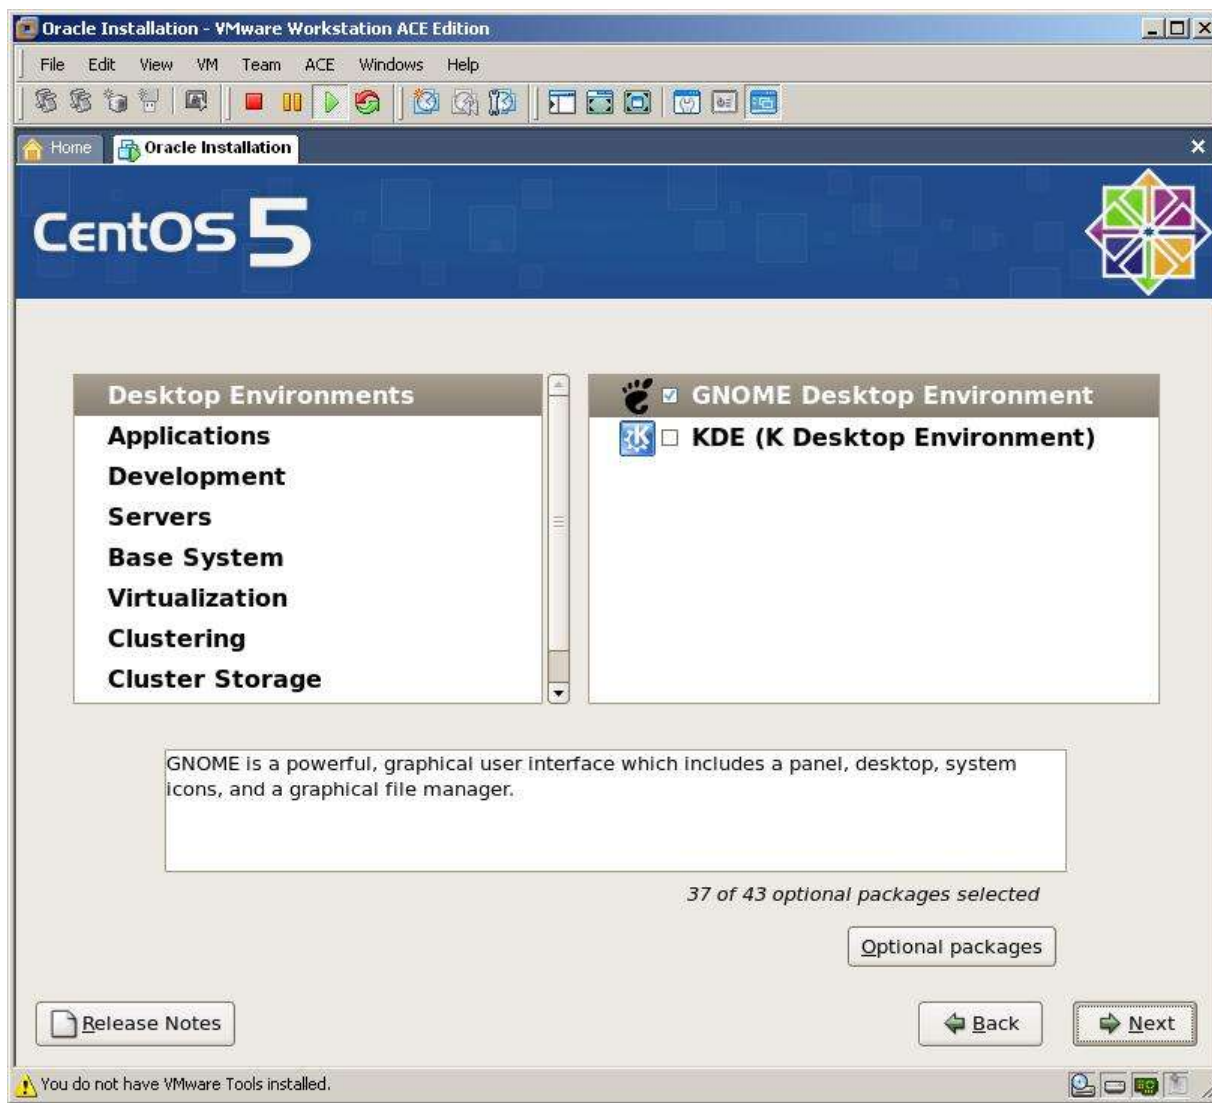 Oracle Installation - VMware Workstation ACE Edition
File Edit View VM Team ACE Windows Help
Home Oracle Installation
CentOS 5
Desktop Environments
Applications
Development
Servers
Base System
Virtualization
Clustering
Cluster Storage
GNOME Desktop Environment
KDE (K Desktop Environment)
GNOME is a powerful, graphical user interface which includes a panel, desktop, system
icons, and a graphical file manager.
37 of 43 optional packages selected
Optional packages
Release Notes Back Next
You do not have VMware Tools installed.